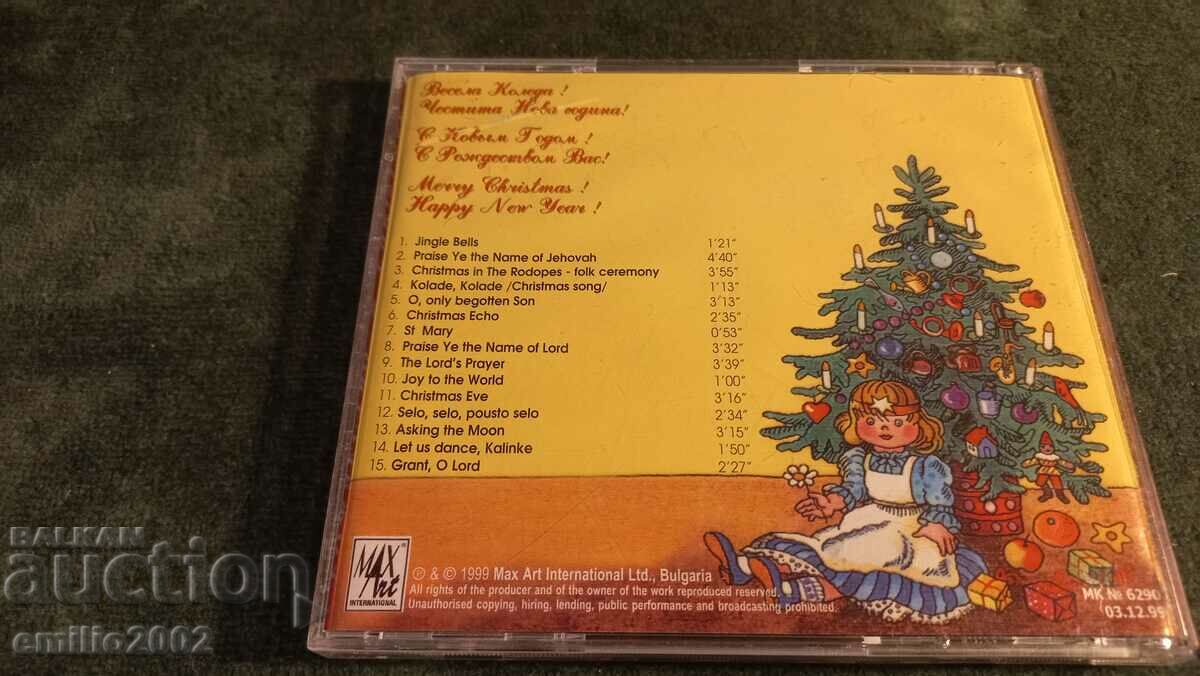 Весела Коледа !
Честита Нова година!
С Новым Годом !
С Рождеством Вас!
Merry Christmas !
Happy New Year !
1. Jingle Bells 1'21"
2. Praise Ye the Name of Jehovah 4'40"
3. Christmas in The Rodopes - folk ceremony 3'55"
4. Kolade, Kolade /Christmas song/ 1'13"
5. O, only begotten Son 3'13"
6. Christmas Echo 2'35"
7. St Mary 0'53"
8. Praise Ye the Name of Lord 3'32"
9. The Lord's Prayer 3'39"
10. Joy to the World 1'00"
11. Christmas Eve 3'16"
12. Selo, selo, pousto selo 2'34"
13. Asking the Moon 3'15"
14. Let us dance, Kalinke 1'50"
15. Grant, O Lord 2'27"
MAX Art
INTERNATIONAL
℗ & © 1999 Max Art International Ltd., Bulgaria
All rights of the producer and of the owner of the work reproduced reserved.
Unauthorised copying, hiring, lending, public performance and broadcasting prohibited.
MK № 6290
03.12.99
BALKAN
auction
emilio2002